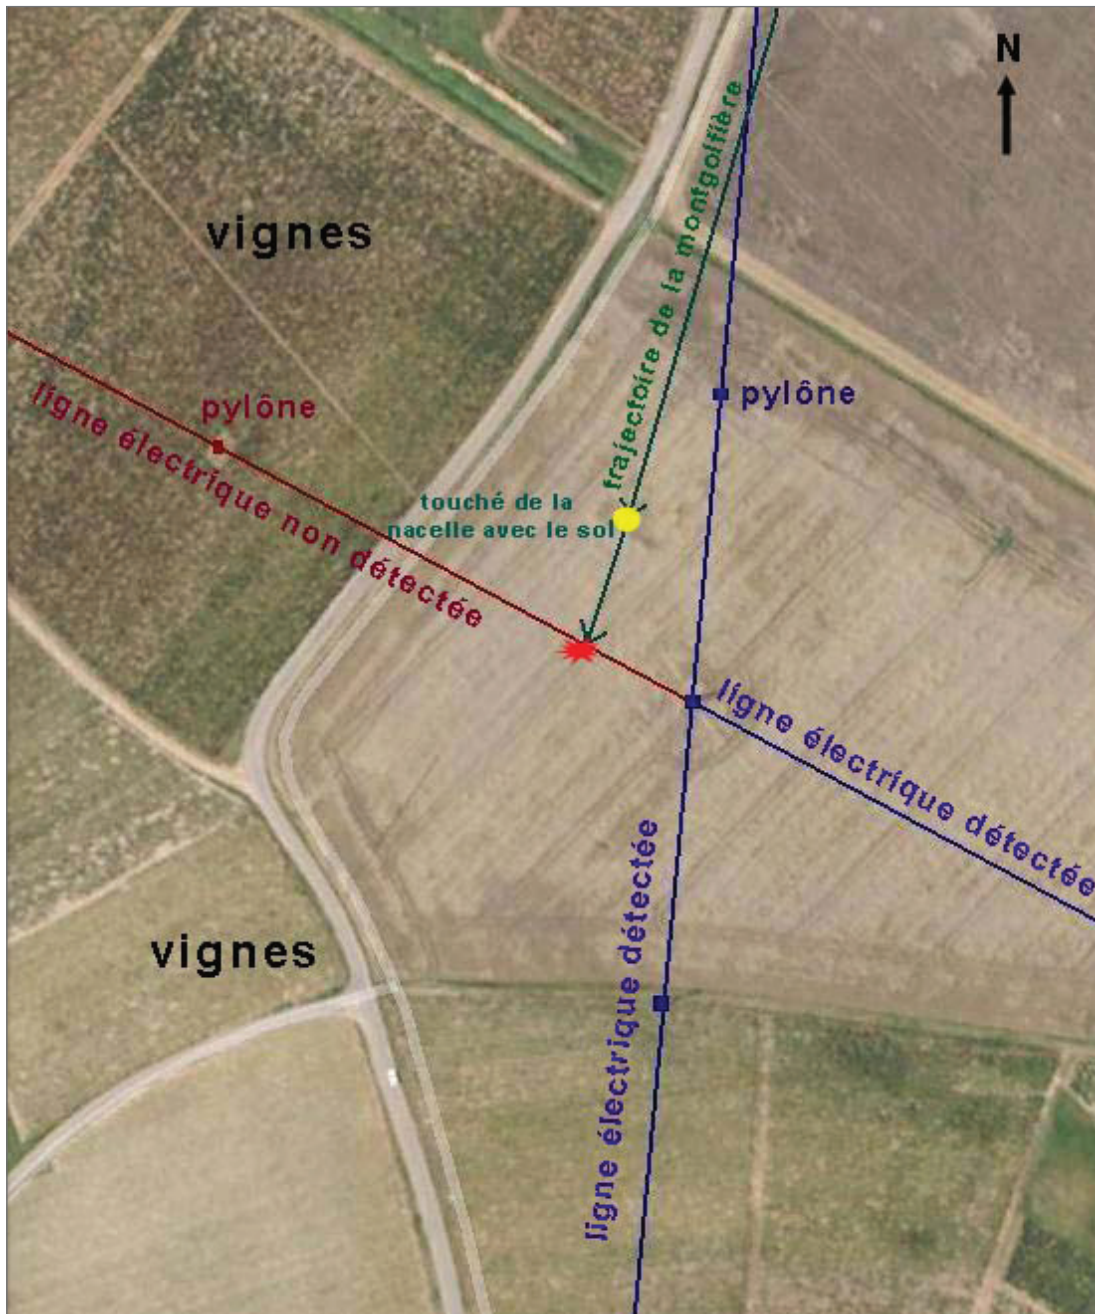 N
vignes
trajectoire de la montgolfière
pylône
pylône
ligne électrique non détectée
touché de la
nacelle avec le sol
ligne électrique détectée
ligne électrique détectée
vignes